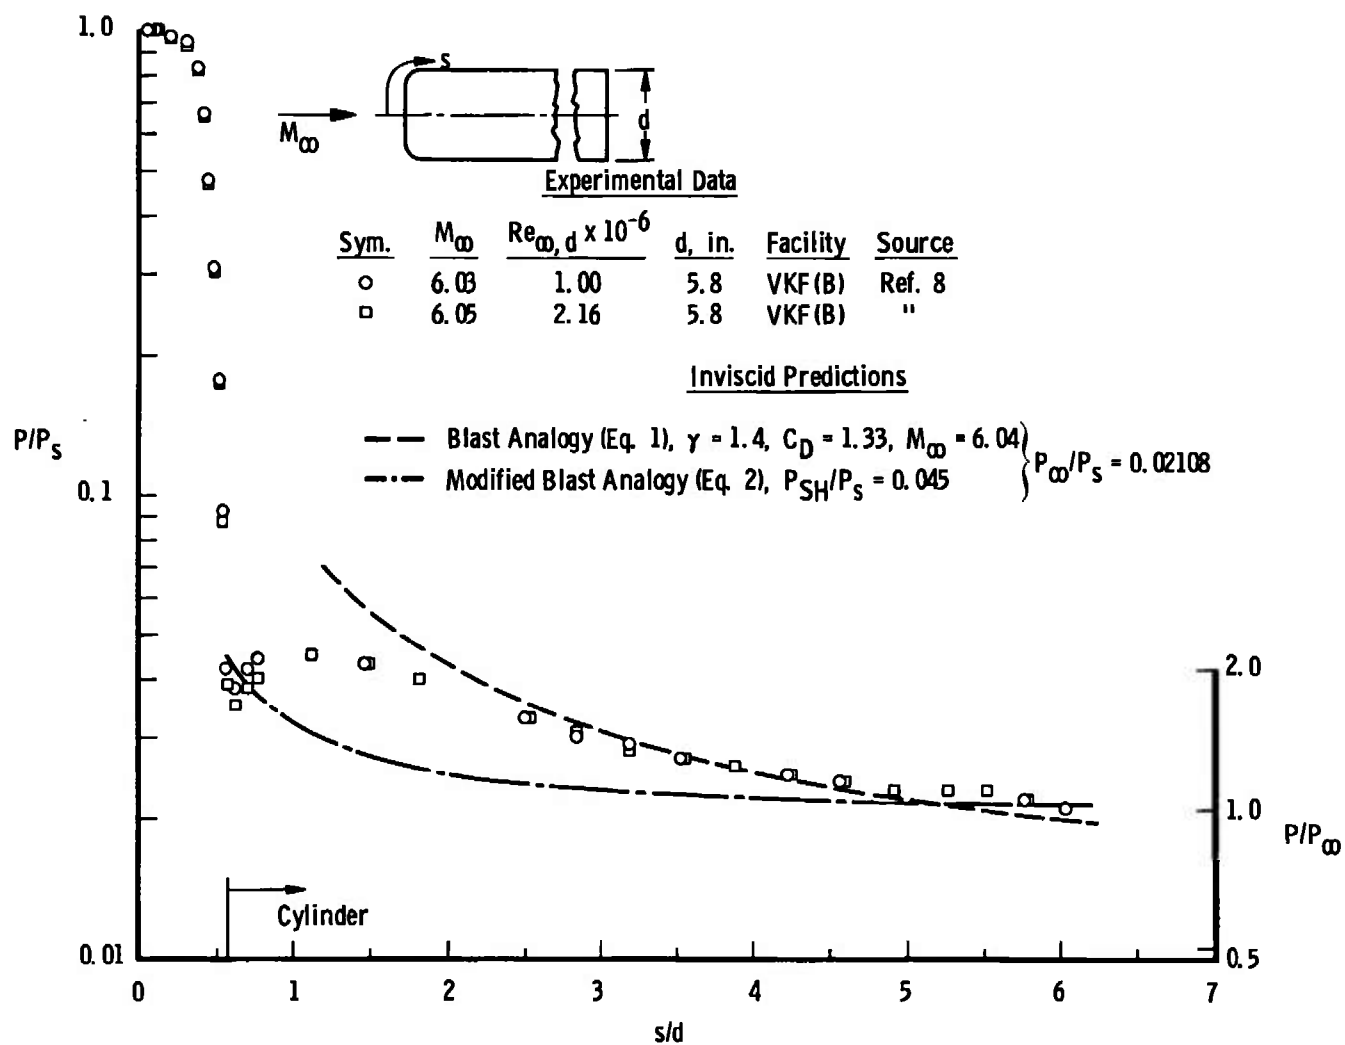 1.0
s
M∞
d
Experimental Data
Sym. M∞ Re∞, d x 10^-6 d, in. Facility Source
○ 6.03 1.00 5.8 VKF(B) Ref. 8
□ 6.05 2.16 5.8 VKF(B) "
Inviscid Predictions
P/Ps
Blast Analogy (Eq. 1), γ = 1.4, CD = 1.33, M∞ = 6.04
Modified Blast Analogy (Eq. 2), PSH/Ps = 0.045
P∞/Ps = 0.02108
0.1
2.0
1.0
P/P∞
Cylinder
0.01
0.5
0 1 2 3 4 5 6 7
s/d